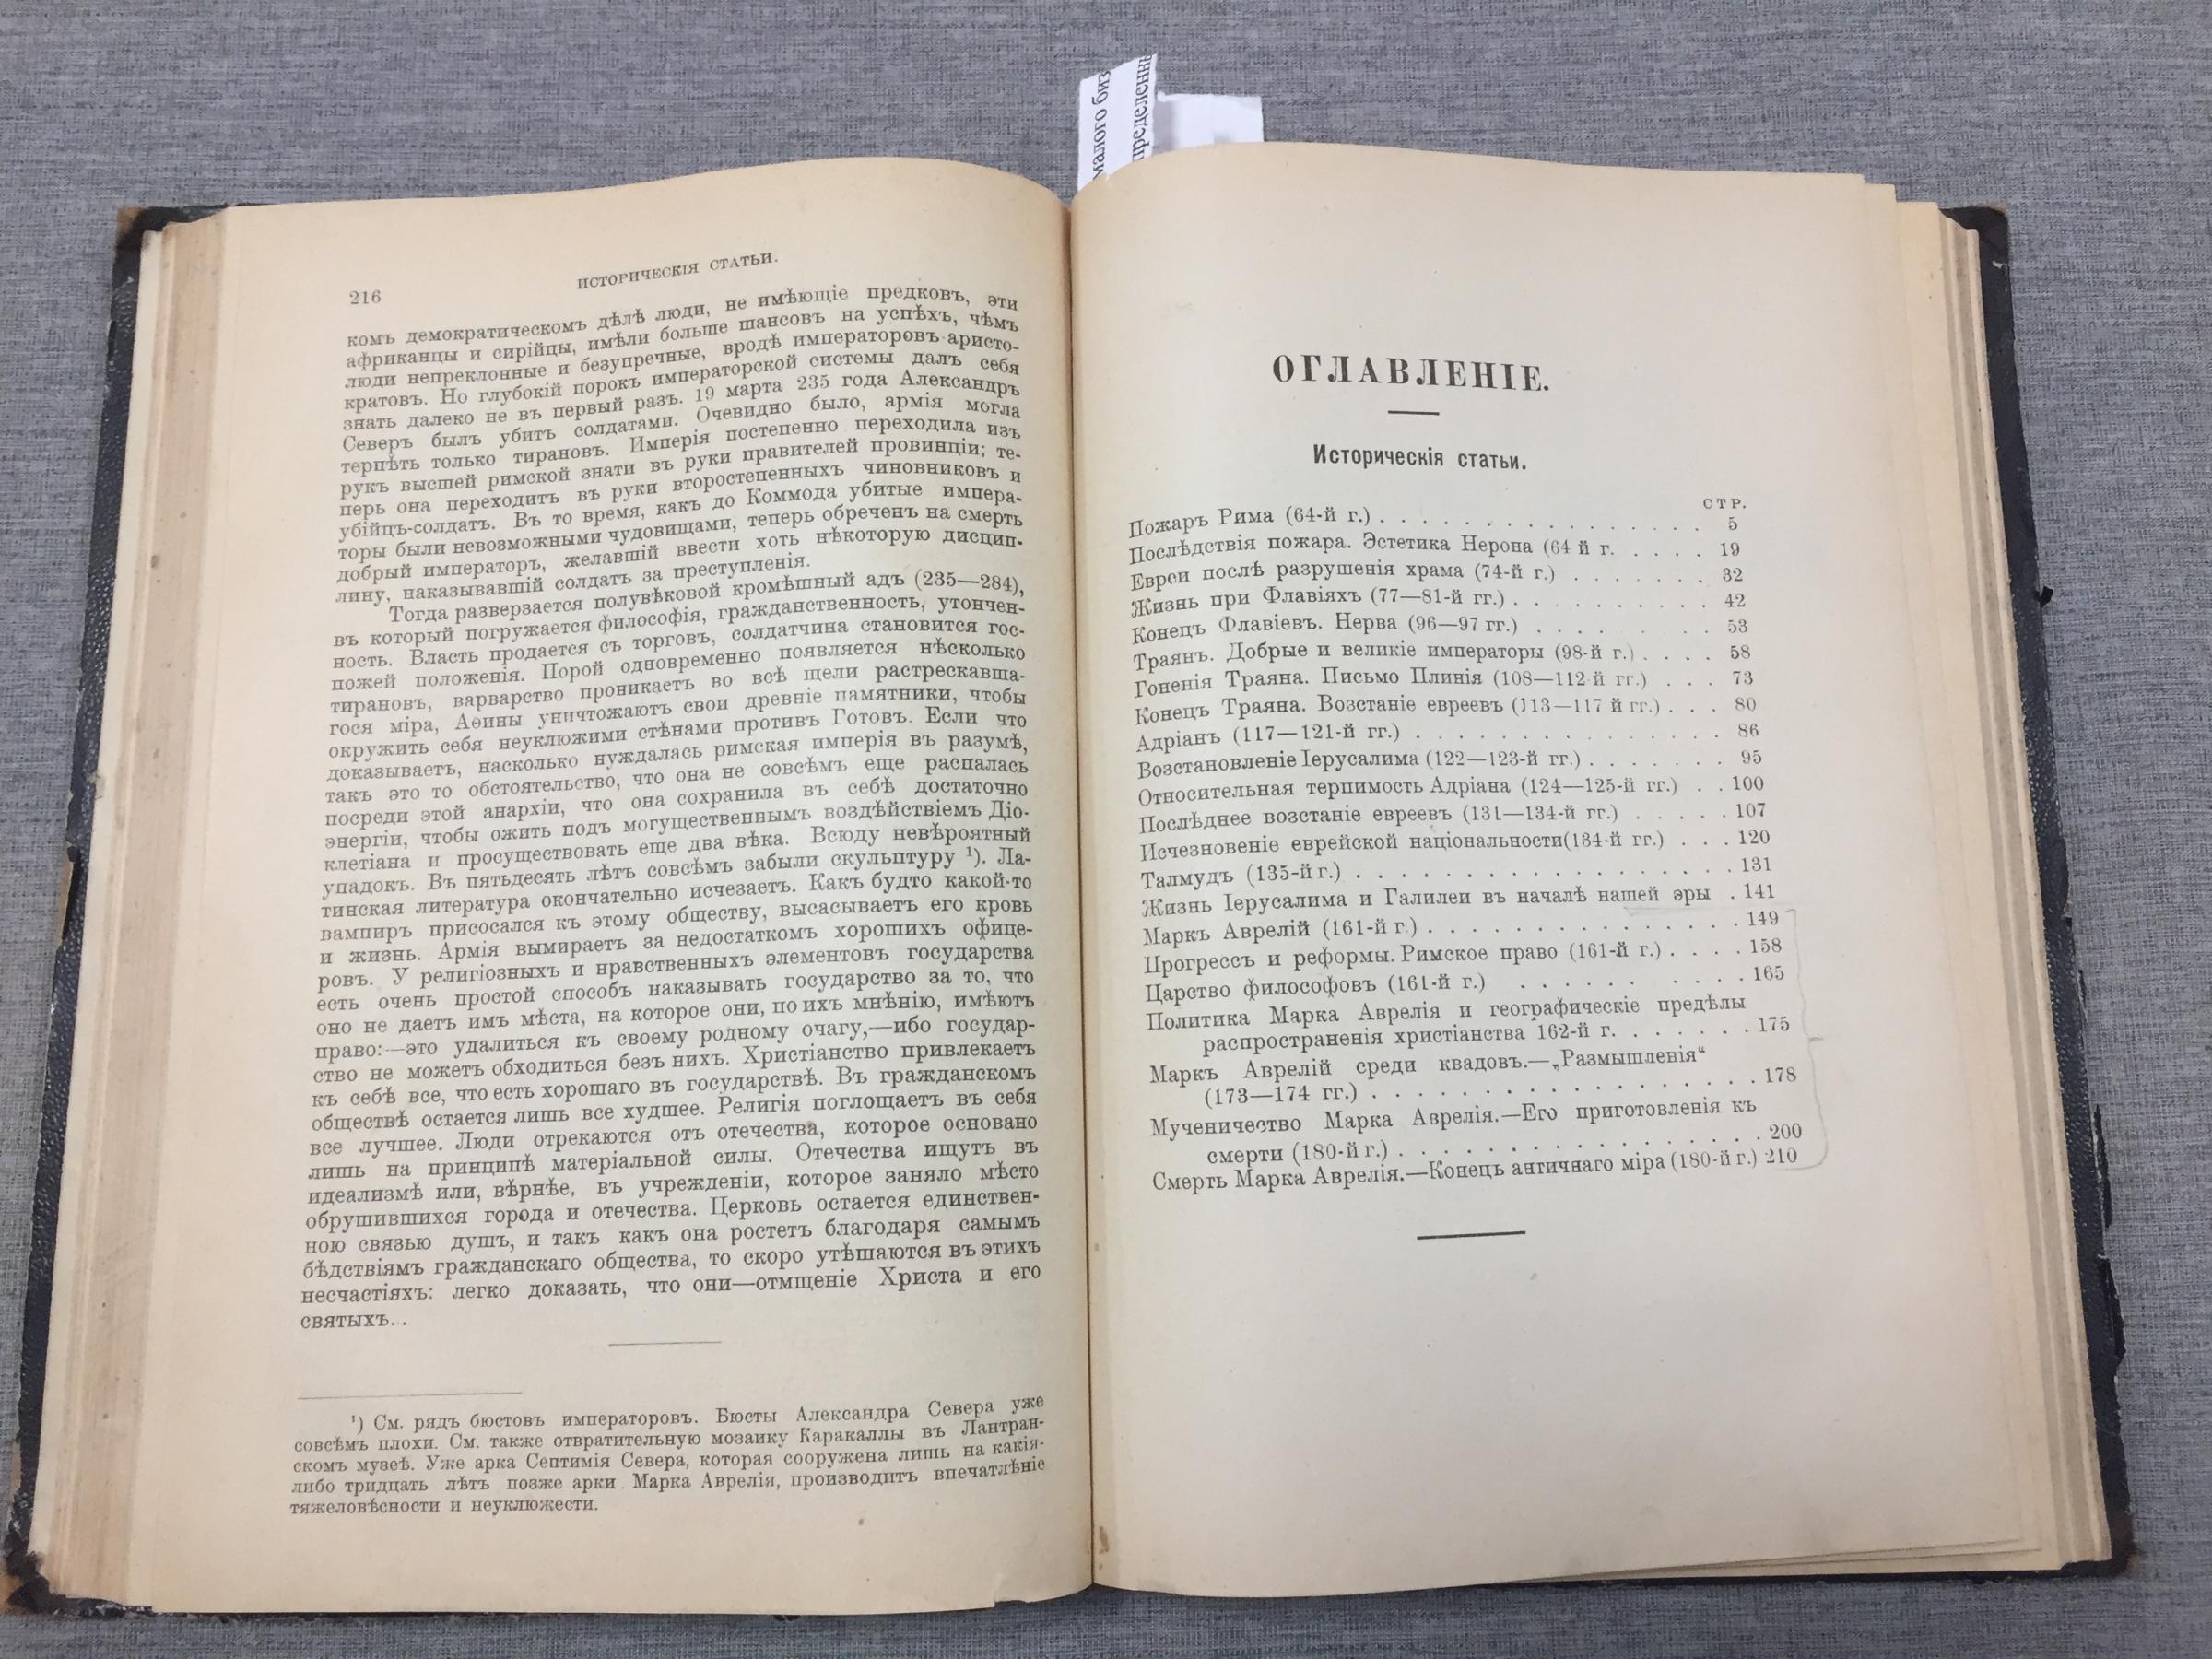 малого биз
пределенн
216
ИСТОРИЧЕСКІЯ СТАТЬИ.
комъ демократическомъ дѣлѣ люди, не имѣющіе предковъ, эти
африканцы и сирійцы, имѣли больше шансовъ на успѣхъ, чѣмъ
люди непреклонные и безупречные, вродѣ императоровъ-аристо-
кратовъ. Но глубокій порокъ императорской системы далъ себя
знать далеко не въ первый разъ. 19 марта 235 года Александръ
Северъ былъ убитъ солдатами. Очевидно было, армія могла
терпѣть только тирановъ. Имперія постепенно переходила изъ
рукъ высшей римской знати въ руки правителей провинціи; те-
перь она переходитъ въ руки второстепенныхъ чиновниковъ и
убійцъ-солдатъ. Въ то время, какъ до Коммода убитые импера-
торы были невозможными чудовищами, теперь обреченъ на смерть
добрый императоръ, желавшій ввести хоть нѣкоторую дисцип-
лину, наказывавшій солдатъ за преступленія.
Тогда разверзается полувѣковой кромѣшный адъ (235—284),
въ который погружается философія, гражданственность, утончен-
ность. Власть продается съ торговъ, солдатчина становится гос-
пожей положенія. Порой одновременно появляется нѣсколько
тирановъ, варварство проникаетъ во всѣ щели растрескавша-
гося міра, Аѳины уничтожаютъ свои древніе памятники, чтобы
окружить себя неуклюжими стѣнами противъ Готовъ. Если что
доказываетъ, насколько нуждалась римская имперія въ разумѣ,
такъ это то обстоятельство, что она не совсѣмъ еще распалась
посреди этой анархіи, что она сохранила въ себѣ достаточно
энергіи, чтобы ожить подъ могущественнымъ воздѣйствіемъ Діо-
клетіана и просуществовать еще два вѣка. Всюду невѣроятный
упадокъ. Въ пятьдесять лѣтъ совсѣмъ забыли скульптуру ¹). Ла-
тинская литература окончательно исчезаетъ. Какъ будто какой-то
вампиръ присосался къ этому обществу, высасываетъ его кровь
и жизнь. Армія вымираетъ за недостаткомъ хорошихъ офице-
ровъ. У религіозныхъ и нравственныхъ элементовъ государства
есть очень простой способъ наказывать государство за то, что
оно не даетъ имъ мѣста, на которое они, по ихъ мнѣнію, имѣютъ
право:—это удалиться къ своему родному очагу,—ибо государ-
ство не можетъ обходиться безъ нихъ. Христіанство привлекаетъ
къ себѣ все, что есть хорошаго въ государствѣ. Въ гражданскомъ
обществѣ остается лишь все худшее. Религія поглощаетъ въ себя
все лучшее. Люди отрекаются отъ отечества, которое основано
лишь на принципѣ матеріальной силы. Отечества ищутъ въ
идеализмѣ или, вѣрнѣе, въ учрежденіи, которое заняло мѣсто
обрушившихся города и отечества. Церковь остается единствен-
ною связью душъ, и такъ какъ она ростетъ благодаря самымъ
бѣдствіямъ гражданскаго общества, то скоро утѣшаются въ этихъ
несчастіяхъ: легко доказать, что они—отмщеніе Христа и его
святыхъ..
¹) См. рядъ бюстовъ императоровъ. Бюсты Александра Севера уже
совсѣмъ плохи. См. также отвратительную мозаику Каракаллы въ Лантран-
скомъ музеѣ. Уже арка Септимія Севера, которая сооружена лишь на какія-
либо тридцать лѣтъ позже арки Марка Аврелія, производитъ впечатлѣніе
тяжеловѣсности и неуклюжести.
ОГЛАВЛЕНІЕ.
Историческія статьи.
СТР.
Пожаръ Рима (64-й г.) . . . . . . . . . . . . . . . . 5
Послѣдствія пожара. Эстетика Нерона (64 й г. . . . . 19
Евреи послѣ разрушенія храма (74-й г.) . . . . . . . 32
Жизнь при Флавіяхъ (77—81-й гг.) . . . . . . . . . . 42
Конецъ Флавіевъ. Нерва (96—97 гг.) . . . . . . . 53
Траянъ. Добрые и великіе императоры (98-й г.) . . . . 58
Гоненія Траяна. Письмо Плинія (108—112-й гг.) . . . 73
Конецъ Траяна. Возстаніе евреевъ (113—117 й гг.) . . . 80
Адріанъ (117—121-й гг.) . . . . . . . . . . . . . . . 86
Возстановленіе Іерусалима (122—123-й гг.) . . . . . . . 95
Относительная терпимость Адріана (124—125-й гг.) . . 100
Послѣднее возстаніе евреевъ (131—134-й гг.) . . . . . 107
Исчезновеніе еврейской національности(134-й гг.) . . . 120
Талмудъ (135-й г.) . . . . . . . . . . . . . . . . . 131
Жизнь Іерусалима и Галилеи въ началѣ нашей эры . 141
Маркъ Аврелій (161-й г.) . . . . . . . . . . . . . . 149
Прогрессъ и реформы. Римское право (161-й г.) . . . . 158
Царство философовъ (161-й г.) . . . . . . . . . . 165
Политика Марка Аврелія и географическіе предѣлы
распространенія христіанства 162-й г. . . . . . . . 175
Маркъ Аврелій среди квадовъ.—„Размышленія“
(173—174 гг.) . . . . . . . . . . . . . . . . 178
Мученичество Марка Аврелія.—Его приготовленія къ
смерти (180-й г.) . . . . . . . . . . . . . . . 200
Смерть Марка Аврелія.—Конецъ античнаго міра (180-й г.) 210